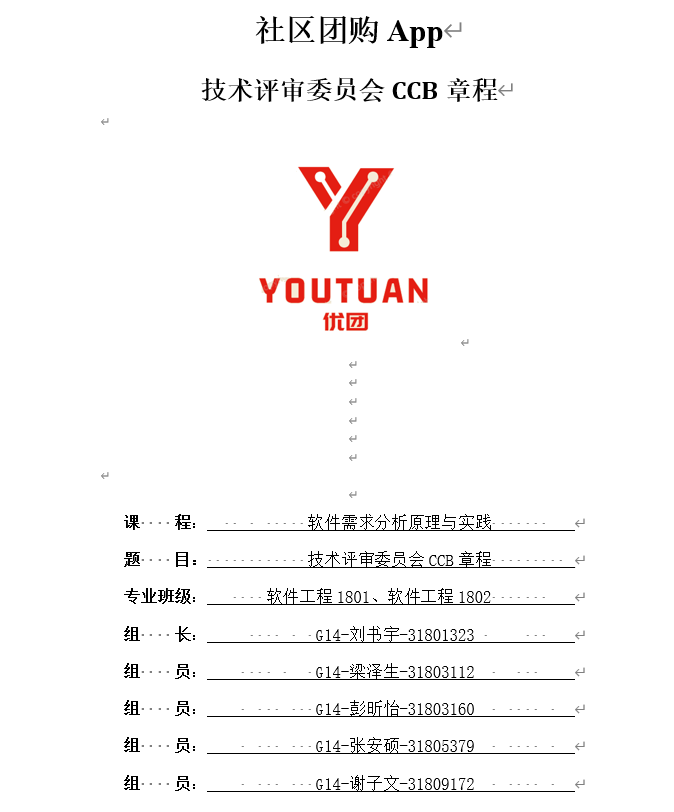 社区团购 App
技术评审委员会 CCB 章程
YOUTUAN
优团
课 程：软件需求分析原理与实践
题 目：技术评审委员会 CCB 章程
专业班级：软件工程 1801、软件工程 1802
组 长：G14-刘书宇-31801323
组 员：G14-梁泽生-31803112
组 员：G14-彭昕怡-31803160
组 员：G14-张安硕-31805379
组 员：G14-谢子文-31809172